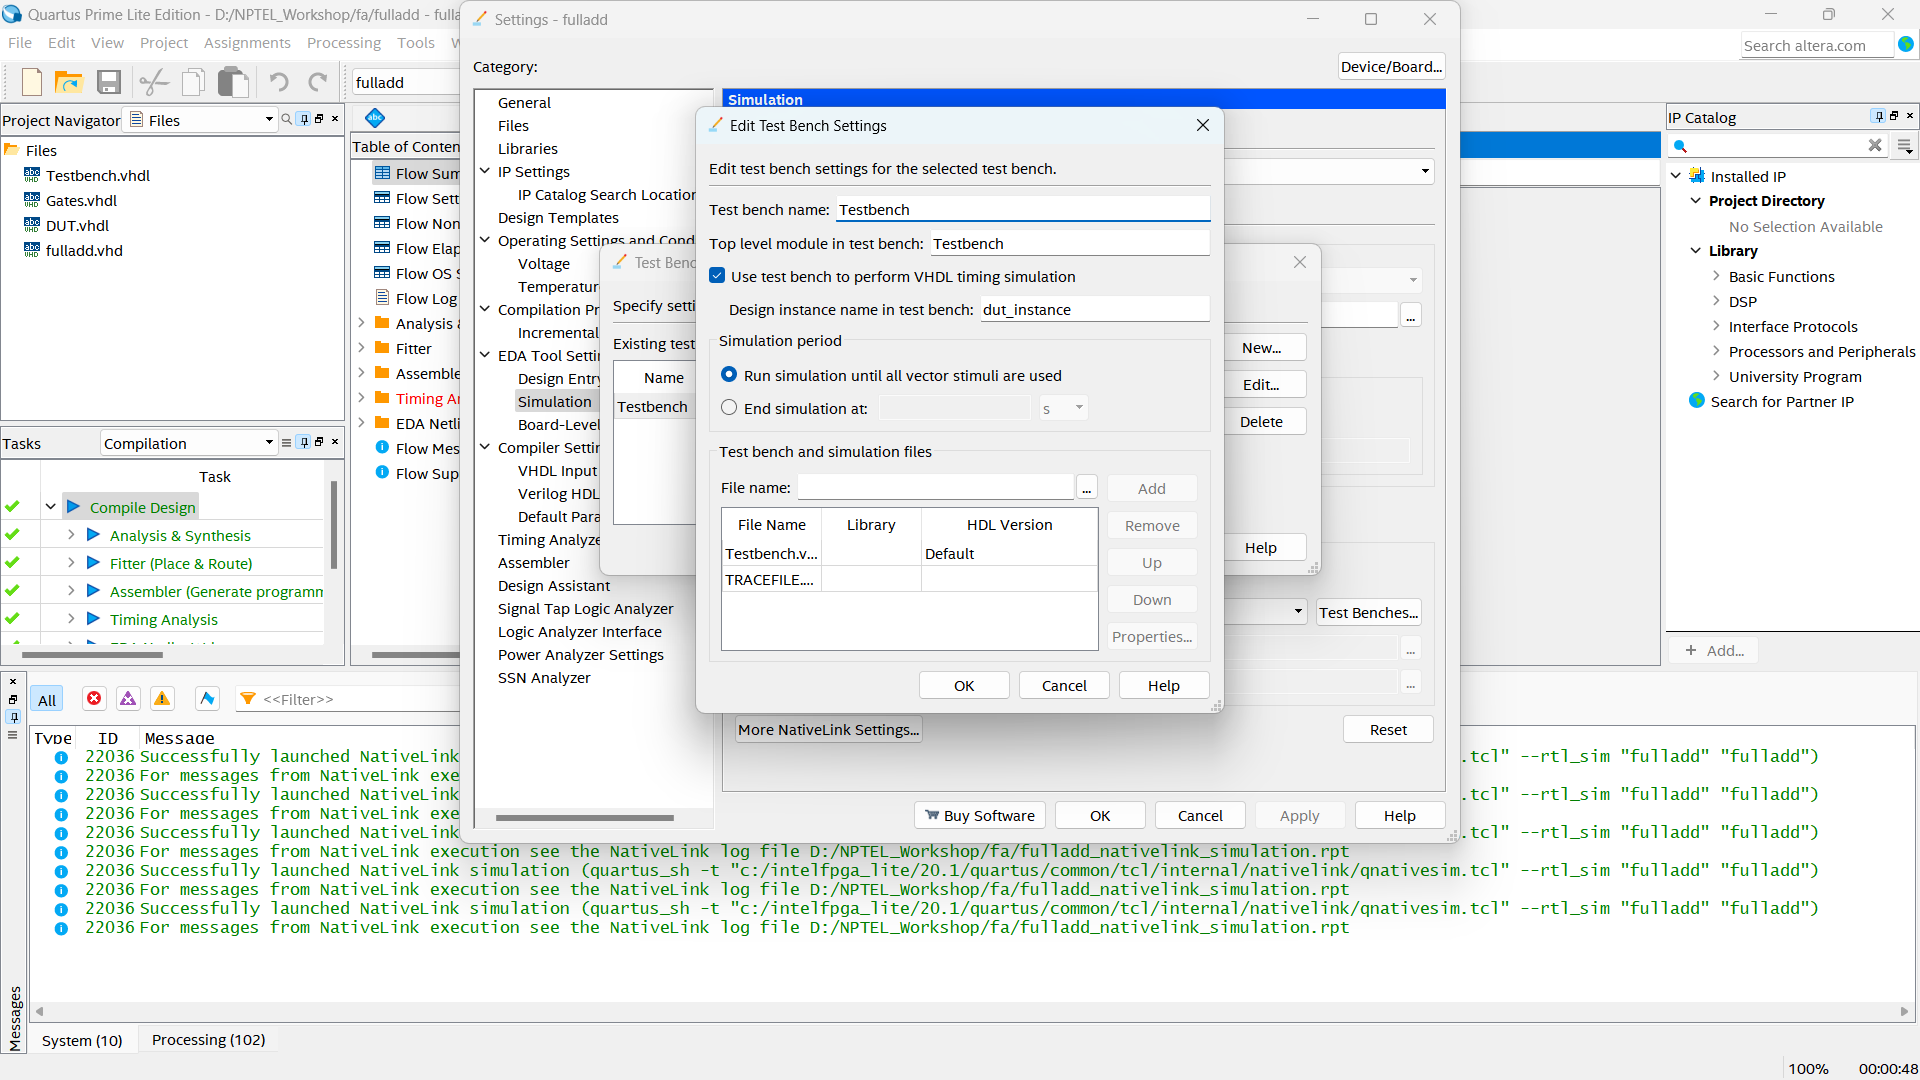 Quartus Prime Lite Edition - D:/NPTEL_Workshop/fa/fulladd - fulla
Settings - fulladd
File Edit View Project Assignments Processing Tools W
Search altera.com
fulladd
Category:
Device/Board...
Project Navigator Files
Files
Testbench.vhdl
Gates.vhdl
DUT.vhdl
fulladd.vhd
Table of Conten
Flow Sum
Flow Sett
Flow Non
Flow Elap
Flow OS S
Flow Log
Analysis &
Fitter
Assemble
Timing A
EDA Netli
Flow Mes
Flow Sup
General
Files
Libraries
IP Settings
IP Catalog Search Location
Design Templates
Operating Settings and Cond
Voltage
Temperatur
Compilation Pr
Incremental
EDA Tool Settin
Design Entry
Simulation
Board-Level
Compiler Settin
VHDL Input
Verilog HDL
Default Para
Timing Analyze
Assembler
Design Assistant
Signal Tap Logic Analyzer
Logic Analyzer Interface
Power Analyzer Settings
SSN Analyzer
Simulation
Test Benc
Specify setti
Existing test
Name
Testbench
New...
Edit...
Delete
Help
Edit Test Bench Settings
Edit test bench settings for the selected test bench.
Test bench name: Testbench
Top level module in test bench: Testbench
Use test bench to perform VHDL timing simulation
Design instance name in test bench: dut_instance
Simulation period
Run simulation until all vector stimuli are used
End simulation at: s
Test bench and simulation files
File name: ... Add
File Name Library HDL Version
Testbench.v... Default
TRACEFILE....
Remove
Up
Down
Properties...
OK Cancel Help
...
Test Benches...
...
...
More NativeLink Settings...
Reset
Buy Software OK Cancel Apply Help
IP Catalog
Installed IP
Project Directory
No Selection Available
Library
Basic Functions
DSP
Interface Protocols
Processors and Peripherals
University Program
Search for Partner IP
+ Add...
Tasks Compilation
Task
Compile Design
Analysis & Synthesis
Fitter (Place & Route)
Assembler (Generate programm
Timing Analysis
All <<Filter>>
Type ID Message
22036 Successfully launched NativeLink .tcl" --rtl_sim "fulladd" "fulladd")
22036 For messages from NativeLink exe
22036 Successfully launched NativeLink .tcl" --rtl_sim "fulladd" "fulladd")
22036 For messages from NativeLink exe
22036 Successfully launched NativeLink .tcl" --rtl_sim "fulladd" "fulladd")
22036 For messages from NativeLink execution see the NativeLink log file D:/NPTEL_Workshop/fa/fulladd_nativelink_simulation.rpt
22036 Successfully launched NativeLink simulation (quartus_sh -t "c:/intelfpga_lite/20.1/quartus/common/tcl/internal/nativelink/qnativesim.tcl" --rtl_sim "fulladd" "fulladd")
22036 For messages from NativeLink execution see the NativeLink log file D:/NPTEL_Workshop/fa/fulladd_nativelink_simulation.rpt
22036 Successfully launched NativeLink simulation (quartus_sh -t "c:/intelfpga_lite/20.1/quartus/common/tcl/internal/nativelink/qnativesim.tcl" --rtl_sim "fulladd" "fulladd")
22036 For messages from NativeLink execution see the NativeLink log file D:/NPTEL_Workshop/fa/fulladd_nativelink_simulation.rpt
Messages
System (10) Processing (102)
100% 00:00:48